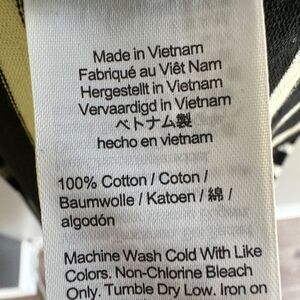 Made in Vietnam
Fabriqué au Viêt Nam
Hergestellt in Vietnam
Vervaardigd in Vietnam
ベトナム製
hecho en vietnam
100% Cotton / Coton /
Baumwolle / Katoen / 綿 /
algodón
Machine Wash Cold With Like
Colors. Non-Chlorine Bleach
Only. Tumble Dry Low. Iron on